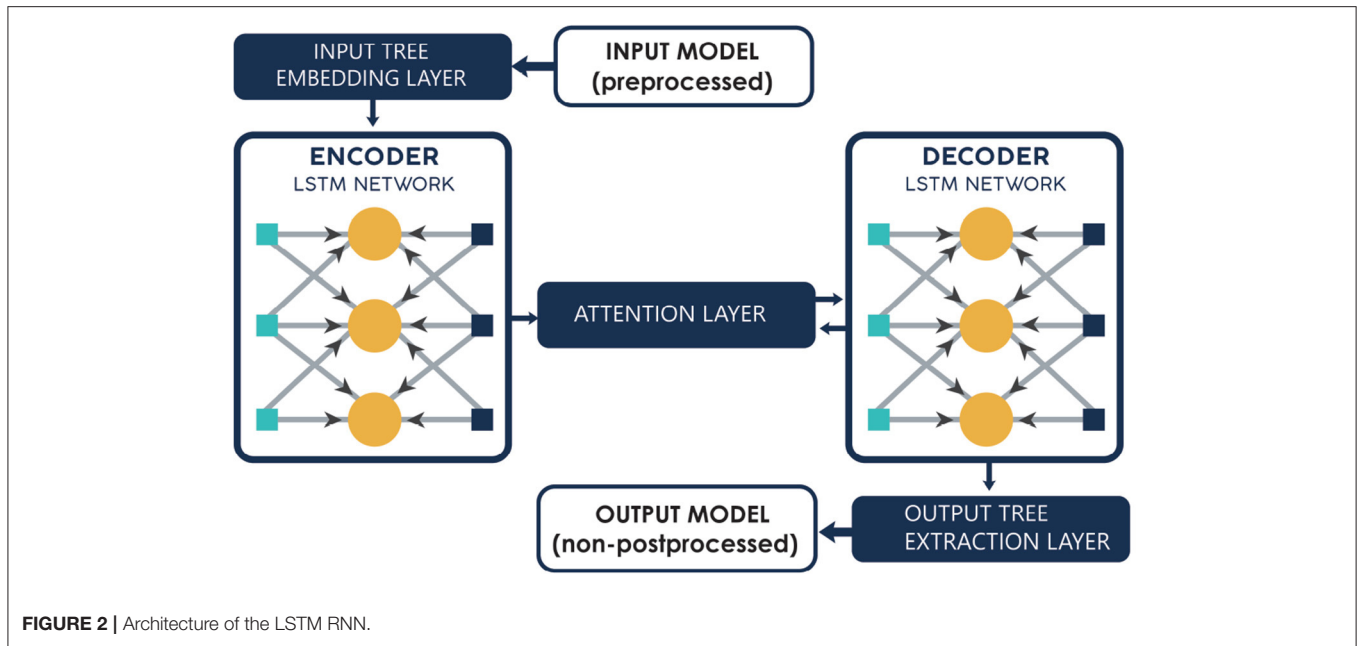 INPUT TREE
EMBEDDING LAYER
INPUT MODEL
(preprocessed)
ENCODER
LSTM NETWORK
DECODER
LSTM NETWORK
ATTENTION LAYER
OUTPUT MODEL
(non-postprocessed)
OUTPUT TREE
EXTRACTION LAYER
FIGURE 2 | Architecture of the LSTM RNN.